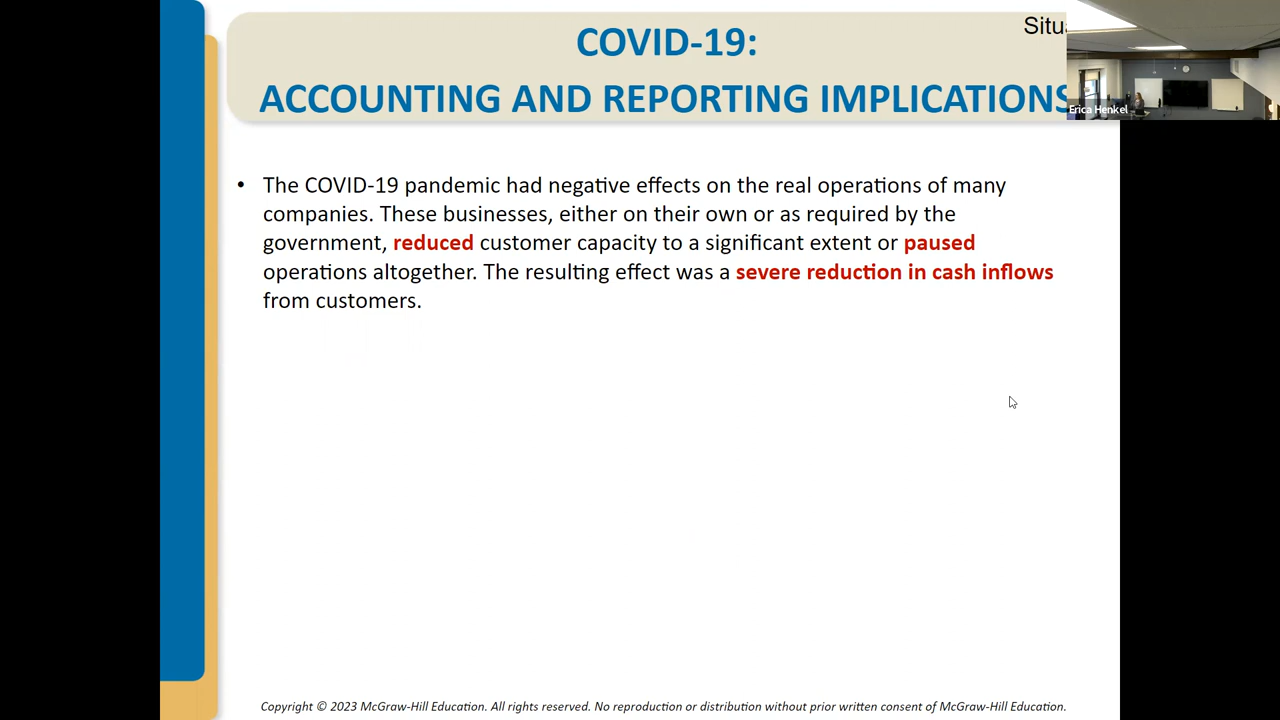 COVID-19:
ACCOUNTING AND REPORTING IMPLICATIONS
Erica Henkel
• The COVID-19 pandemic had negative effects on the real operations of many
companies. These businesses, either on their own or as required by the
government, reduced customer capacity to a significant extent or paused
operations altogether. The resulting effect was a severe reduction in cash inflows
from customers.
Copyright © 2023 McGraw-Hill Education. All rights reserved. No reproduction or distribution without prior written consent of McGraw-Hill Education.